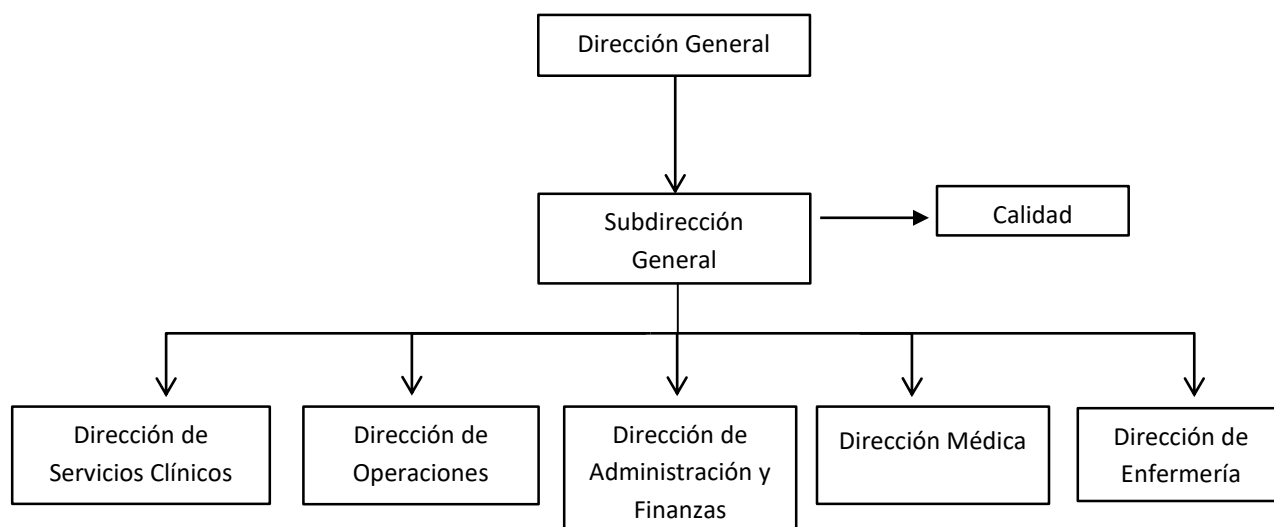 Dirección General
Subdirección
General
Calidad
Dirección de
Servicios Clínicos
Dirección de
Operaciones
Dirección de
Administración y
Finanzas
Dirección Médica
Dirección de
Enfermería